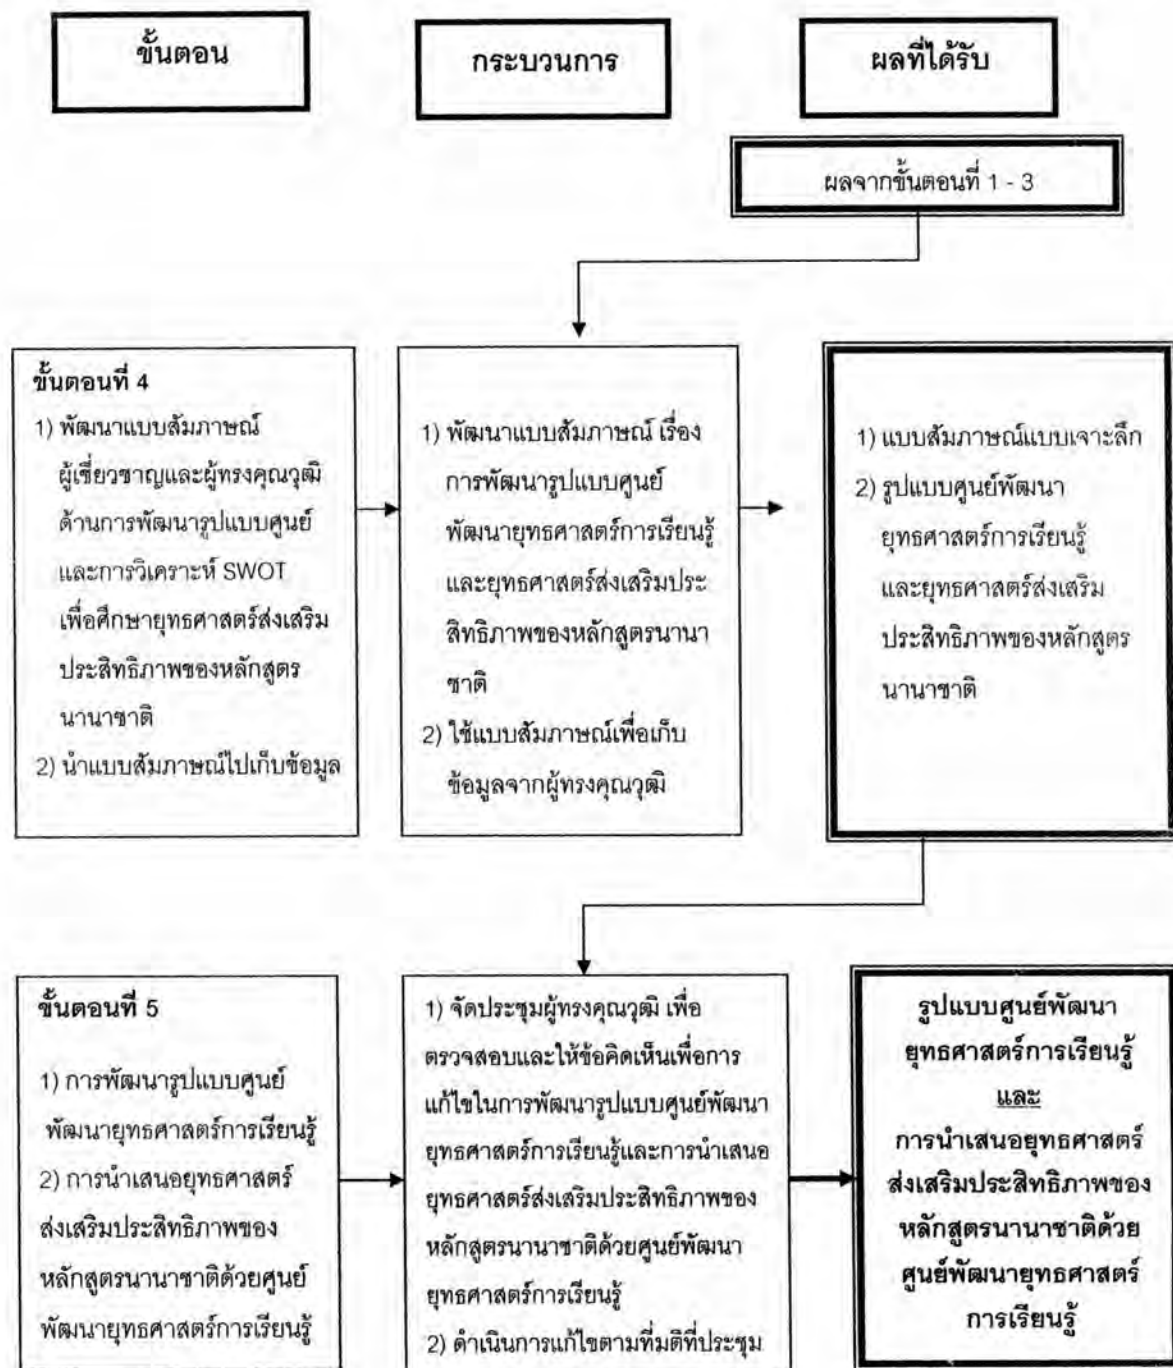 ขั้นตอน
กระบวนการ
ผลที่ได้รับ
ผลจากขั้นตอนที่ 1 - 3
ขั้นตอนที่ 4
1) พัฒนาแบบสัมภาษณ์
ผู้เชี่ยวชาญและผู้ทรงคุณวุฒิ
ด้านการพัฒนารูปแบบศูนย์
และการวิเคราะห์ SWOT
เพื่อศึกษายุทธศาสตร์ส่งเสริม
ประสิทธิภาพของหลักสูตร
นานาชาติ
2) นำแบบสัมภาษณ์ไปเก็บข้อมูล
1) พัฒนาแบบสัมภาษณ์ เรื่อง
การพัฒนารูปแบบศูนย์
พัฒนายุทธศาสตร์การเรียนรู้
และยุทธศาสตร์ส่งเสริมประ
สิทธิภาพของหลักสูตรนานา
ชาติ
2) ใช้แบบสัมภาษณ์เพื่อเก็บ
ข้อมูลจากผู้ทรงคุณวุฒิ
1) แบบสัมภาษณ์แบบเจาะลึก
2) รูปแบบศูนย์พัฒนา
ยุทธศาสตร์การเรียนรู้
และยุทธศาสตร์ส่งเสริม
ประสิทธิภาพของหลักสูตร
นานาชาติ
ขั้นตอนที่ 5
1) การพัฒนารูปแบบศูนย์
พัฒนายุทธศาสตร์การเรียนรู้
2) การนำเสนอยุทธศาสตร์
ส่งเสริมประสิทธิภาพของ
หลักสูตรนานาชาติด้วยศูนย์
พัฒนายุทธศาสตร์การเรียนรู้
1) จัดประชุมผู้ทรงคุณวุฒิ เพื่อ
ตรวจสอบและให้ข้อคิดเห็นเพื่อการ
แก้ไขในการพัฒนารูปแบบศูนย์พัฒนา
ยุทธศาสตร์การเรียนรู้และการนำเสนอ
ยุทธศาสตร์ส่งเสริมประสิทธิภาพของ
หลักสูตรนานาชาติด้วยศูนย์พัฒนา
ยุทธศาสตร์การเรียนรู้
2) ดำเนินการแก้ไขตามที่มติที่ประชุม
รูปแบบศูนย์พัฒนา
ยุทธศาสตร์การเรียนรู้
และ
การนำเสนอยุทธศาสตร์
ส่งเสริมประสิทธิภาพของ
หลักสูตรนานาชาติด้วย
ศูนย์พัฒนายุทธศาสตร์
การเรียนรู้